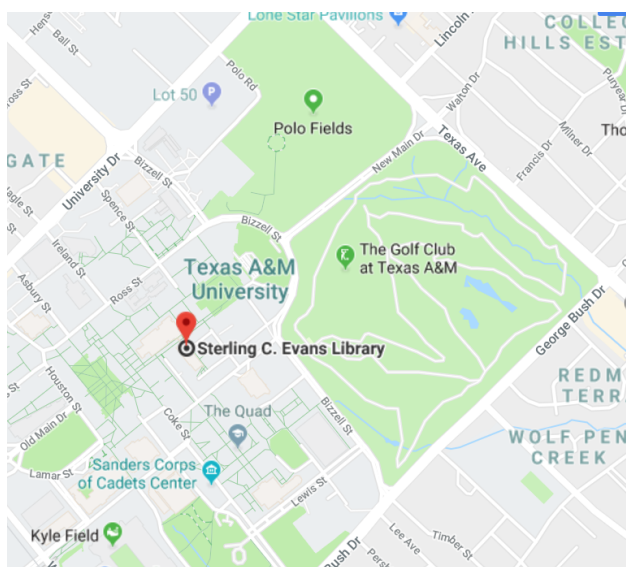 Lone Star Pavilions
Lincoln
COLLEG
HILLS EST
Ball St
Polo Rd
Lot 50
P
Polo Fields
Walton Dr
Puryear D
Milner Dr
Tho
Francis Dr
Texas Ave
New Main Dr
GATE
University Dr
Bizzell St
Spence St
Bizzell St
Ireland St
Asbury St
Ross St
Texas A&M
University
The Golf Club
at Texas A&M
George Bush Dr
Sterling C. Evans Library
REDM
TERRA
Houston St
Coke St
The Quad
Bizzell St
Old Main Dr
WOLF PEN
CREEK
Sanders Corps
of Cadets Center
Lamar St
Lewis St
Kyle Field
Bush Dr
Lee Ave
Timber St